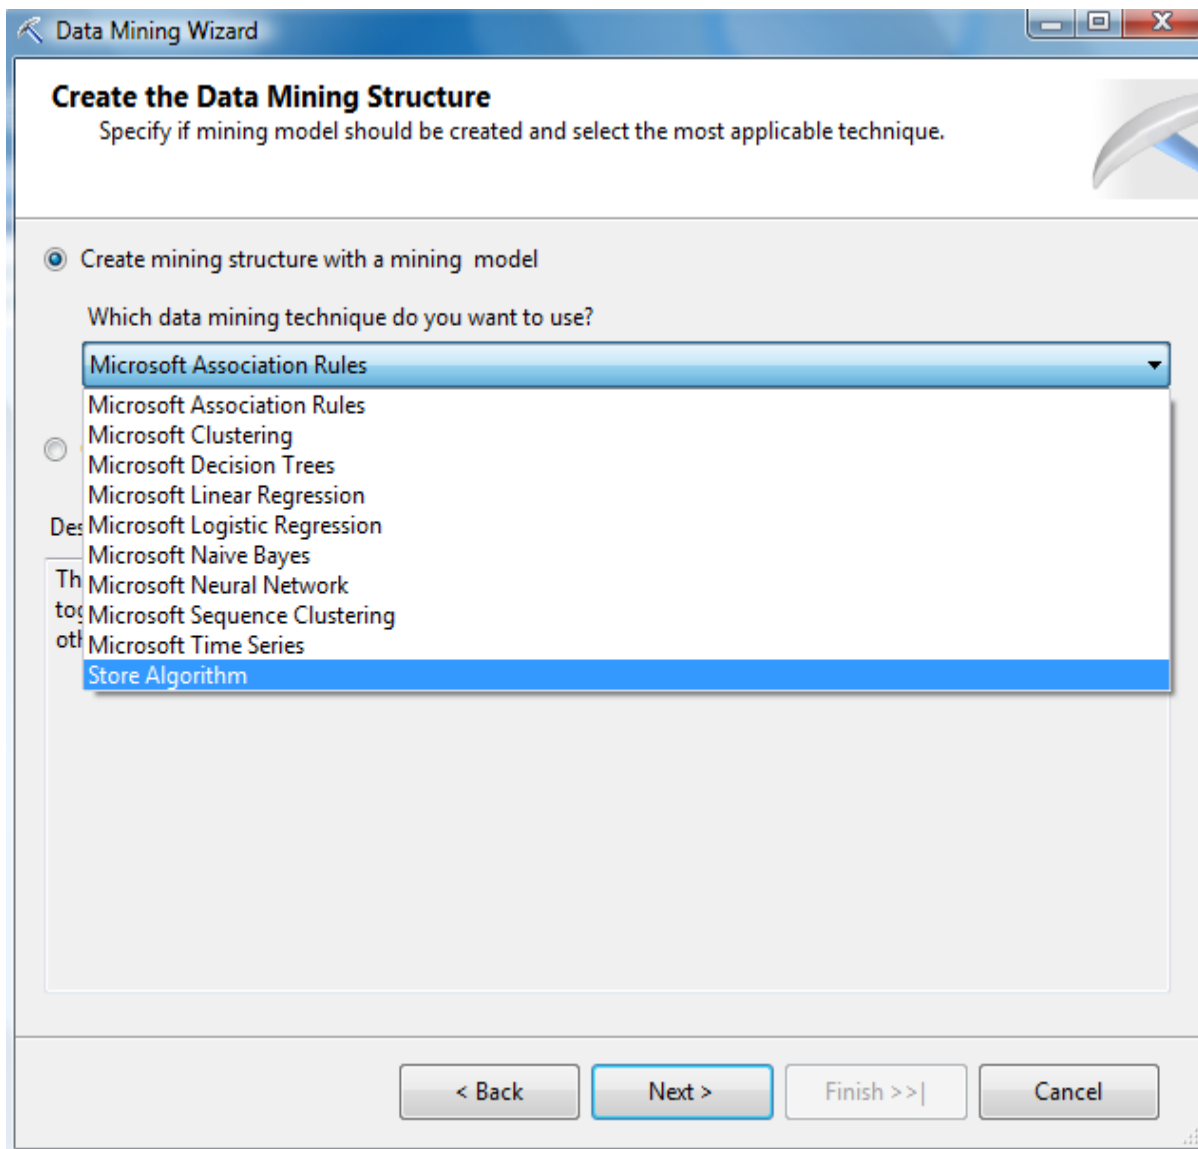 Data Mining Wizard
Create the Data Mining Structure
Specify if mining model should be created and select the most applicable technique.
Create mining structure with a mining  model
Which data mining technique do you want to use?
Microsoft Association Rules
Microsoft Association Rules
Microsoft Clustering
Microsoft Decision Trees
Microsoft Linear Regression
Microsoft Logistic Regression
Microsoft Naive Bayes
Microsoft Neural Network
Microsoft Sequence Clustering
Microsoft Time Series
Store Algorithm
< Back
Next >
Finish >>|
Cancel